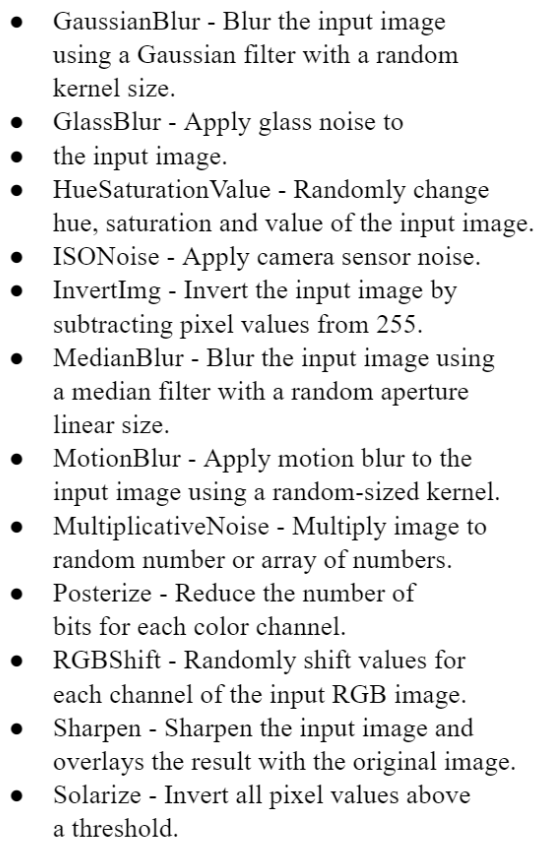 ● GaussianBlur - Blur the input image
using a Gaussian filter with a random
kernel size.
● GlassBlur - Apply glass noise to
● the input image.
● HueSaturationValue - Randomly change
hue, saturation and value of the input image.
● ISONoise - Apply camera sensor noise.
● InvertImg - Invert the input image by
subtracting pixel values from 255.
● MedianBlur - Blur the input image using
a median filter with a random aperture
linear size.
● MotionBlur - Apply motion blur to the
input image using a random-sized kernel.
● MultiplicativeNoise - Multiply image to
random number or array of numbers.
● Posterize - Reduce the number of
bits for each color channel.
● RGBShift - Randomly shift values for
each channel of the input RGB image.
● Sharpen - Sharpen the input image and
overlays the result with the original image.
● Solarize - Invert all pixel values above
a threshold.